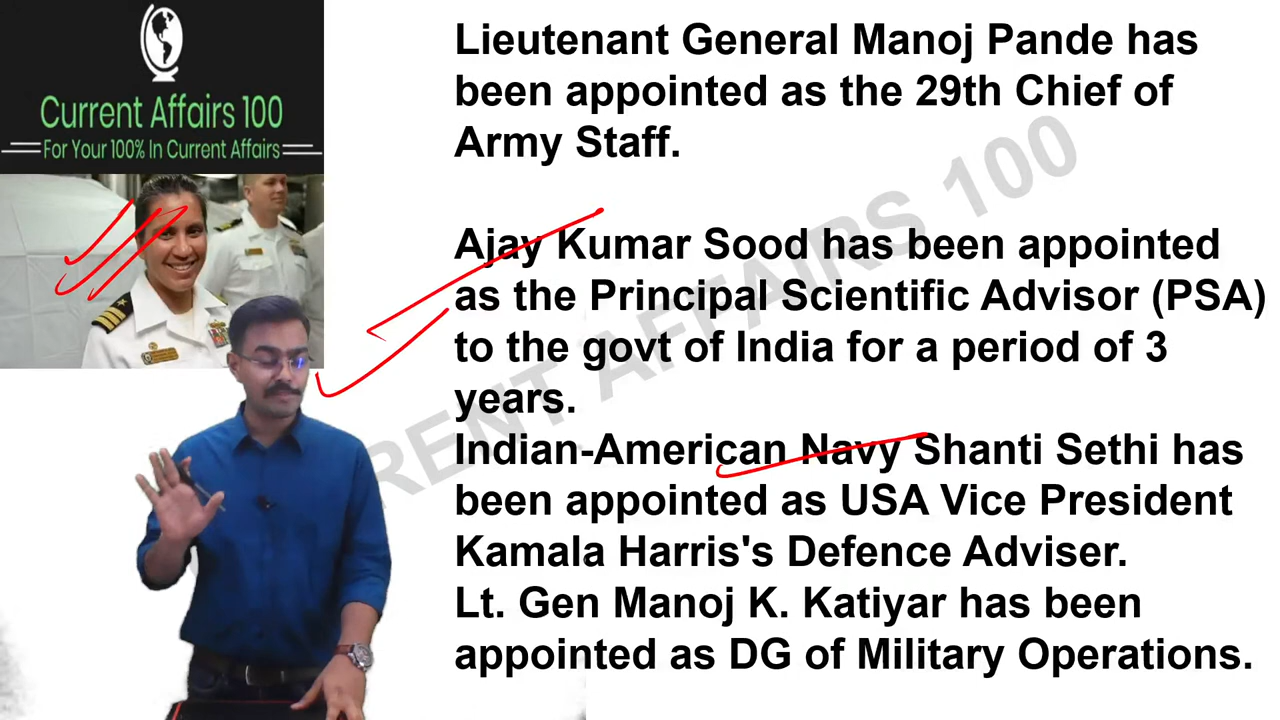 Current Affairs 100
For Your 100% In Current Affairs
Lieutenant General Manoj Pande has
been appointed as the 29th Chief of
Army Staff.
Ajay Kumar Sood has been appointed
as the Principal Scientific Advisor (PSA)
to the govt of India for a period of 3
years.
Indian-American Navy Shanti Sethi has
been appointed as USA Vice President
Kamala Harris's Defence Adviser.
Lt. Gen Manoj K. Katiyar has been
appointed as DG of Military Operations.
RENT AFFAIRS 100